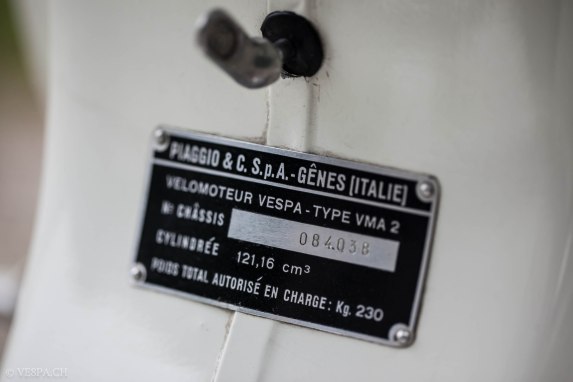 PIAGGIO & C. S.p.A. - GÊNES [ITALIE]
VELOMOTEUR VESPA - TYPE VMA 2
No CHÂSSIS 084038
CYLINDRÉE 121,16 cm³
POIDS TOTAL AUTORISÉ EN CHARGE : Kg. 230
© VESPA.CH